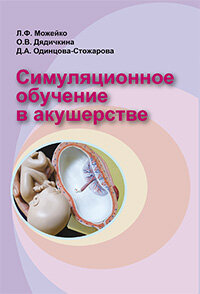 Л.Ф. Можейко
О.В. Дядичкина
Д.А. Одинцова-Стожарова
Симуляционное
обучение
в акушерстве